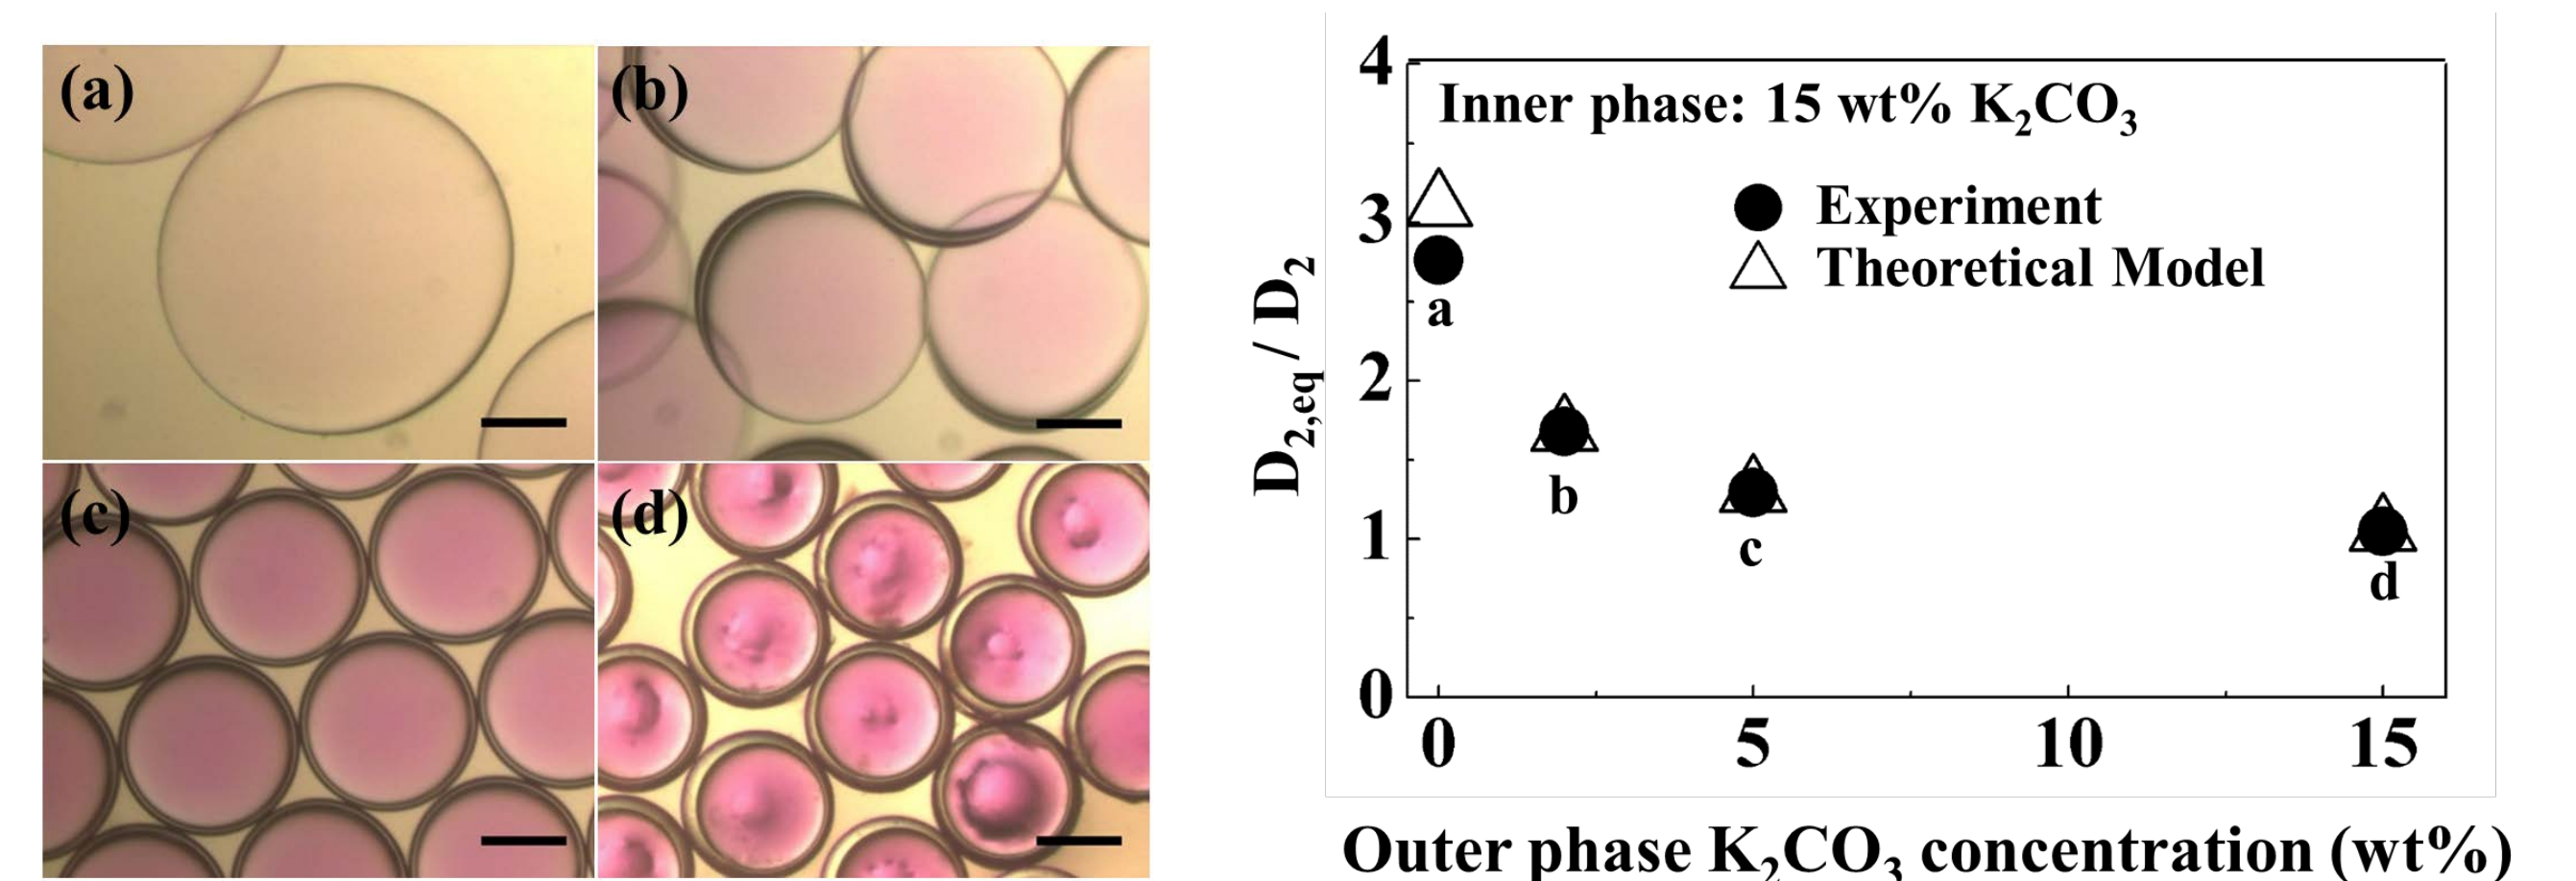 (a)
(b)
(c)
(d)
4
3
2
1
0
D2,eq / D2
Inner phase: 15 wt% K2CO3
Experiment
Theoretical Model
a
b
c
d
0 5 10 15
Outer phase K2CO3 concentration (wt%)